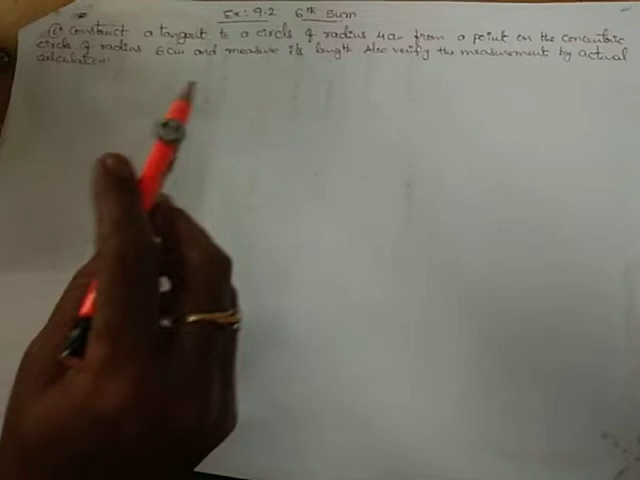 Ex: 9.2 6th Sum
⑥ Construct a tangent to a circle of radius 4cm from a point on the concentric
circle of radius 6cm and measure its length. Also verify the measurement by actual
calculation.